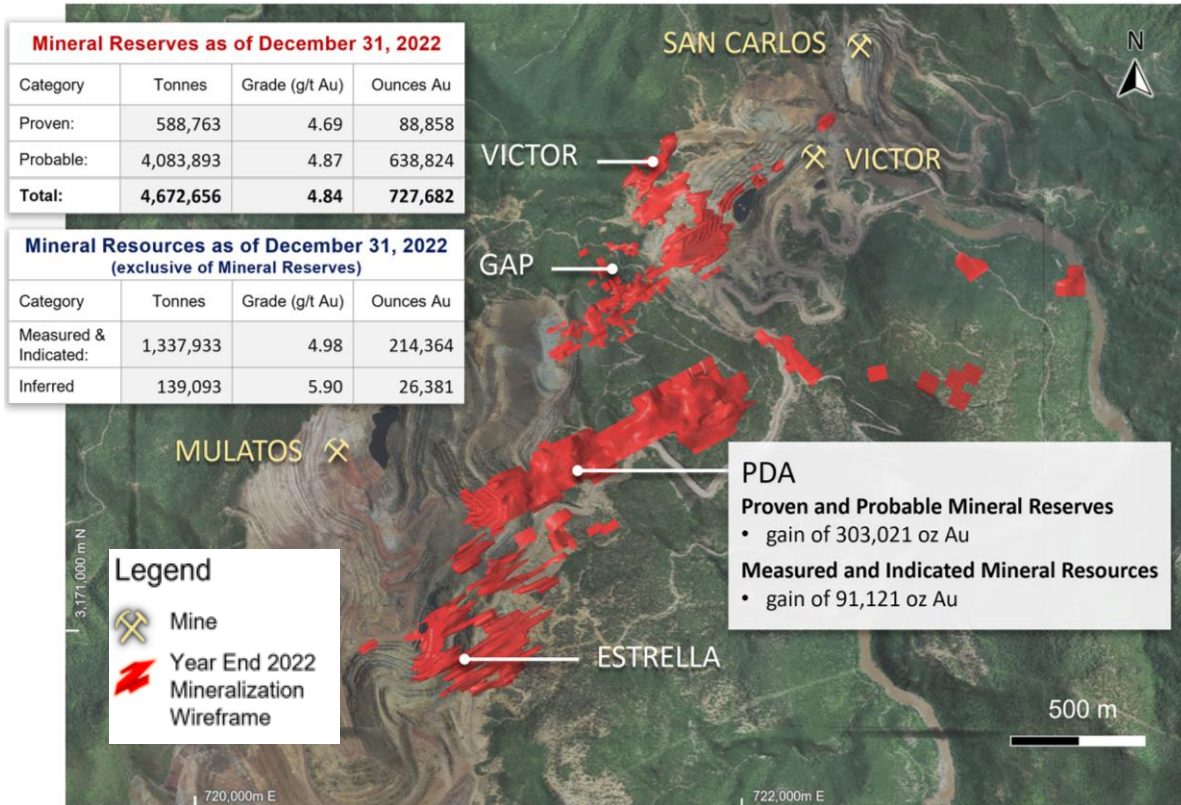 Mineral Reserves as of December 31, 2022
Category Tonnes Grade (g/t Au) Ounces Au
Proven: 588,763 4.69 88,858
Probable: 4,083,893 4.87 638,824
Total: 4,672,656 4.84 727,682
Mineral Resources as of December 31, 2022
(exclusive of Mineral Reserves)
Category Tonnes Grade (g/t Au) Ounces Au
Measured &
Indicated: 1,337,933 4.98 214,364
Inferred 139,093 5.90 26,381
SAN CARLOS
N
VICTOR
VICTOR
GAP
MULATOS
PDA
Proven and Probable Mineral Reserves
• gain of 303,021 oz Au
Measured and Indicated Mineral Resources
• gain of 91,121 oz Au
3,171,000 m N
Legend
Mine
Year End 2022
Mineralization
Wireframe
ESTRELLA
500 m
720,000m E
722,000 m E